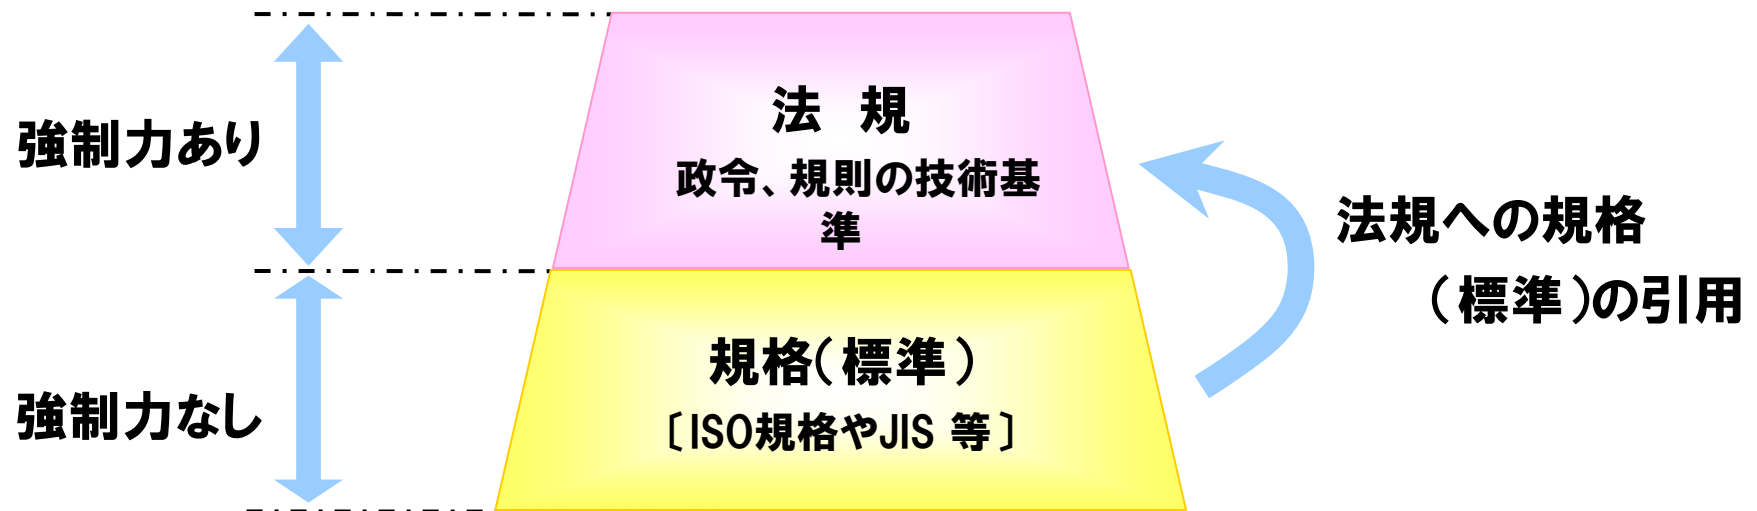 強制力あり
法　規
政令、規則の技術基
準
法規への規格
（標準）の引用
強制力なし
規格（標準）
〔ISO規格やJIS 等〕